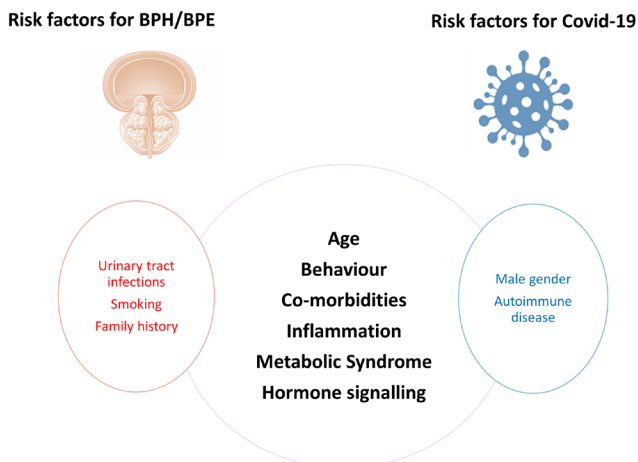 Risk factors for BPH/BPE
Risk factors for Covid-19
Urinary tract
infections
Smoking
Family history
Age
Behaviour
Co-morbidities
Inflammation
Metabolic Syndrome
Hormone signalling
Male gender
Autoimmune
disease